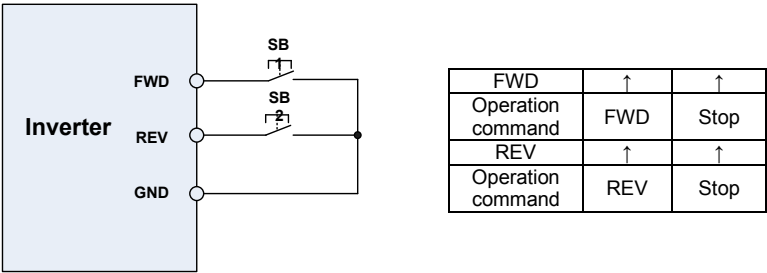 SB
1
FWD
SB
2
Inverter
REV
GND
FWD ↑ ↑
Operation
command FWD Stop
REV ↑ ↑
Operation
command REV Stop